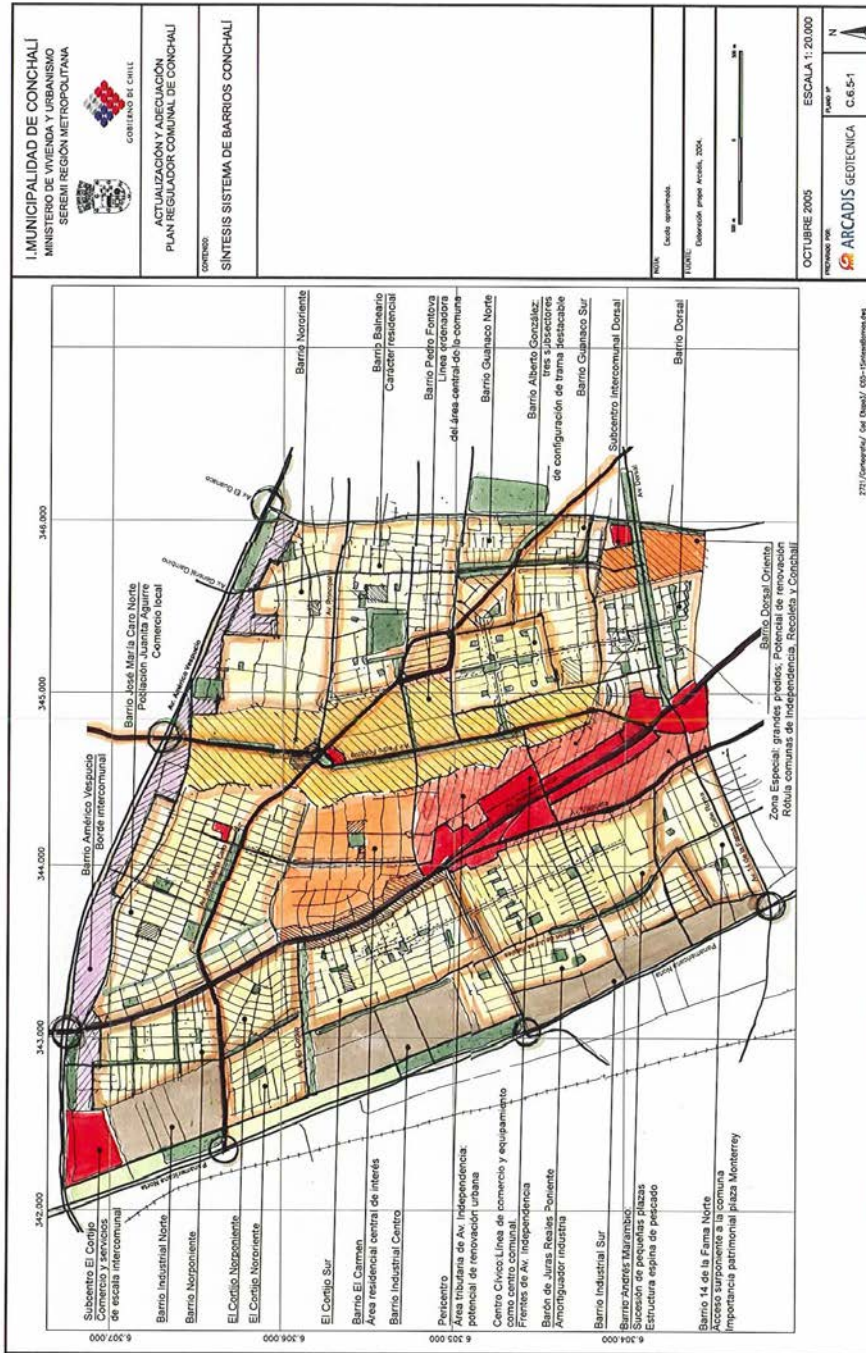 I.MUNICIPALIDAD DE CONCHALÍ
MINISTERIO DE VIVIENDA Y URBANISMO
SEREMI REGIÓN METROPOLITANA
GOBIERNO DE CHILE
ACTUALIZACIÓN Y ADECUACIÓN
PLAN REGULADOR COMUNAL DE CONCHALÍ
CONTENIDO:
SÍNTESIS SISTEMA DE BARRIOS CONCHALÍ
NOTA:
Escala aproximada.
FUENTE:
Elaboración propia Arcadis, 2004.
OCTUBRE 2005
ESCALA 1: 20.000
PREPARADO POR:
ARCADIS GEOTECNICA
PLANO Nº
C.6.5-1
N
342.000
343.000
344.000
345.000
346.000
6.307.000
6.306.000
6.305.000
6.304.000
Barrio Américo Vespucio
Borde intercomunal
Barrio José María Caro Norte
Población Juanita Aguirre
Comercio local
Av. Américo Vespucio
Av. General Gambino
Av. El Guanaco
Barrio Nororiente
Barrio Balneario
Carácter residencial
Barrio Pedro Fontova
Línea ordenadora
del área central de la comuna
Barrio Guanaco Norte
Barrio Alberto González:
tres subsectores
de configuración de trama destacable
Barrio Guanaco Sur
Subcentro Intercomunal Dorsal
Barrio Dorsal
Av. Dorsal
Av. Pedro Fontova
Panamericana Norte
Panamericana Norte
Barrio Dorsal Oriente
Zona Especial: grandes predios; Potencial de renovación
Rótula comunas de Independencia, Recoleta y Conchalí
Subcentro El Cortijo
Comercio y servicios
de escala intercomunal
Barrio Industrial Norte
Barrio Norponiente
El Cortijo Norponiente
El Cortijo Nororiente
El Cortijo Sur
Barrio El Carmen
Área residencial central de interés
Barrio Industrial Centro
Pericentro
Área tributaria de Av. Independencia:
potencial de renovación urbana
Centro Cívico:Línea de comercio y equipamiento
como centro comunal.
Frentes de Av. Independencia
Barón de Juras Reales Poniente
Amortiguador industria
Barrio Industrial Sur
Barrio Andrés Marambio:
Sucesión de pequeñas plazas
Estructura espina de pescado
Barrio 14 de la Fama Norte
Acceso surponiente a la comuna
Importancia patrimonial plaza Monterrey